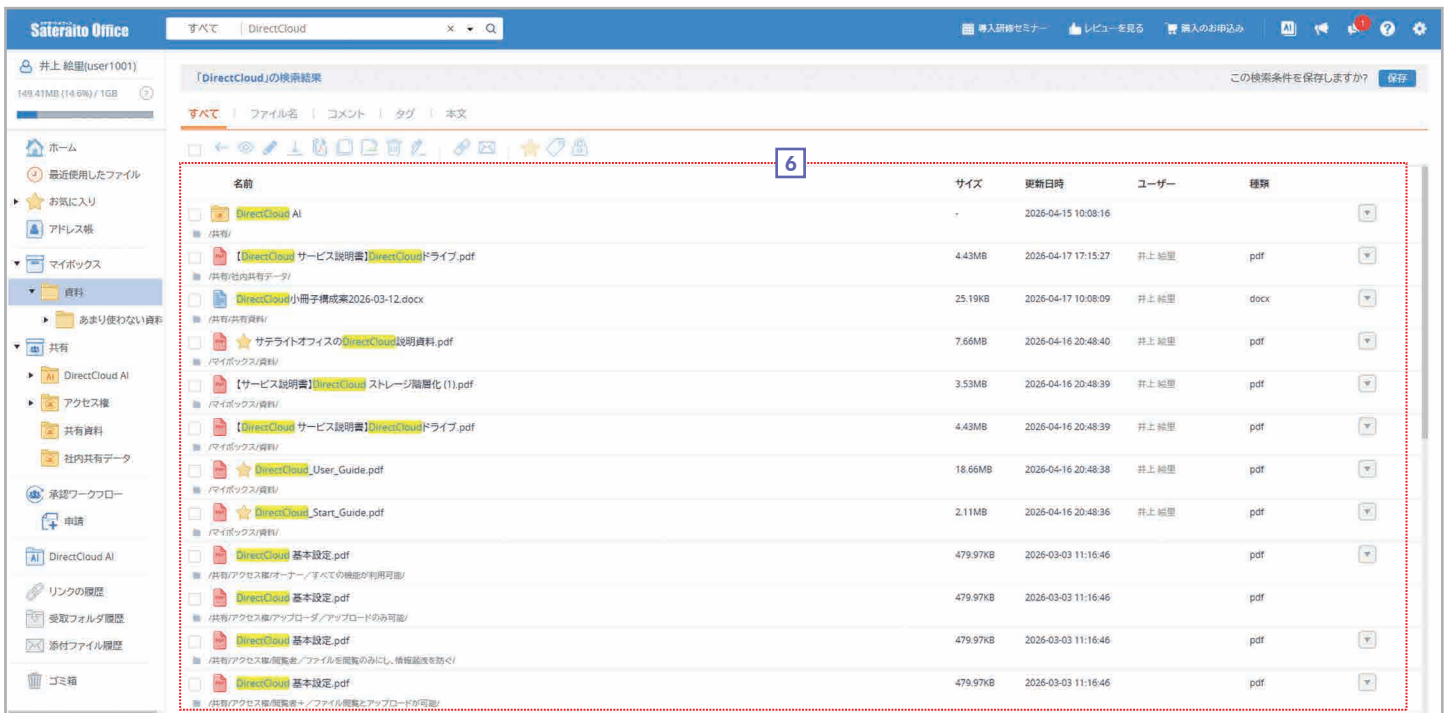 サテライトオフィス
Sateraito Office
すべて DirectCloud
導入研修セミナー レビューを見る 購入のお申込み AI 1
井上 絵里(user1001)
149.41MB (14.6%) / 1GB
ホーム
最近使用したファイル
お気に入り
アドレス帳
マイボックス
資料
あまり使わない資料
共有
DirectCloud AI
アクセス権
共有資料
社内共有データ
承認ワークフロー
申請
DirectCloud AI
リンクの履歴
受取フォルダ履歴
添付ファイル履歴
ゴミ箱
「DirectCloud」の検索結果 この検索条件を保存しますか? 保存
すべて ファイル名 コメント タグ 本文
6
名前 サイズ 更新日時 ユーザー 種類
DirectCloud AI - 2026-04-15 10:08:16
/共有/
【DirectCloud サービス説明書】DirectCloudドライブ.pdf 4.43MB 2026-04-17 17:15:27 井上 絵里 pdf
/共有/社内共有データ/
DirectCloud小冊子構成案2026-03-12.docx 25.19KB 2026-04-17 10:08:09 井上 絵里 docx
/共有/共有資料/
サテライトオフィスのDirectCloud説明資料.pdf 7.66MB 2026-04-16 20:48:40 井上 絵里 pdf
/マイボックス/資料/
【サービス説明書】DirectCloud ストレージ階層化 (1).pdf 3.53MB 2026-04-16 20:48:39 井上 絵里 pdf
/マイボックス/資料/
【DirectCloud サービス説明書】DirectCloudドライブ.pdf 4.43MB 2026-04-16 20:48:39 井上 絵里 pdf
/マイボックス/資料/
DirectCloud_User_Guide.pdf 18.66MB 2026-04-16 20:48:38 井上 絵里 pdf
/マイボックス/資料/
DirectCloud_Start_Guide.pdf 2.11MB 2026-04-16 20:48:36 井上 絵里 pdf
/マイボックス/資料/
DirectCloud 基本設定.pdf 479.97KB 2026-03-03 11:16:46 pdf
/共有/アクセス権/オーナー/すべての機能が利用可能/
DirectCloud 基本設定.pdf 479.97KB 2026-03-03 11:16:46 pdf
/共有/アクセス権/アップローダ/アップロードのみ可能/
DirectCloud 基本設定.pdf 479.97KB 2026-03-03 11:16:46 pdf
/共有/アクセス権/閲覧者/ファイルを閲覧のみにし、情報漏洩を防ぐ/
DirectCloud 基本設定.pdf 479.97KB 2026-03-03 11:16:46 pdf
/共有/アクセス権/閲覧者+/ファイル閲覧とアップロードが可能/